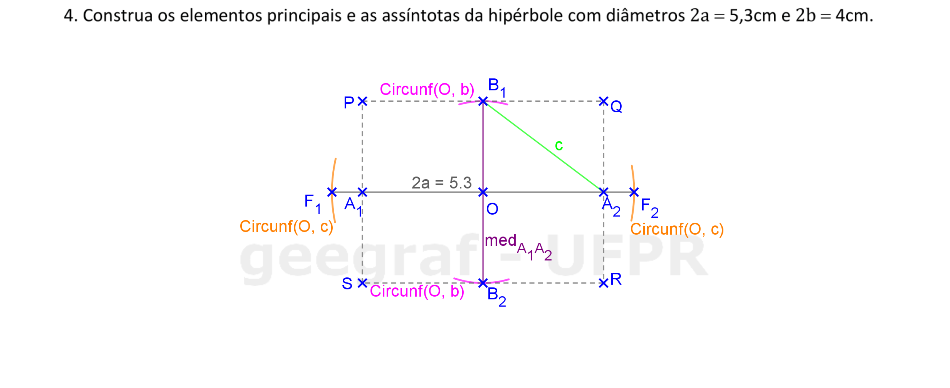 4. Construa os elementos principais e as assíntotas da hipérbole com diâmetros 2a = 5,3cm e 2b = 4cm.
Circunf(O, b) B1
P Q
c
2a = 5.3
F1 A1 O A2 F2
Circunf(O, c) Circunf(O, c)
medA1A2
geegraf - UFPR
S Circunf(O, b) B2 R